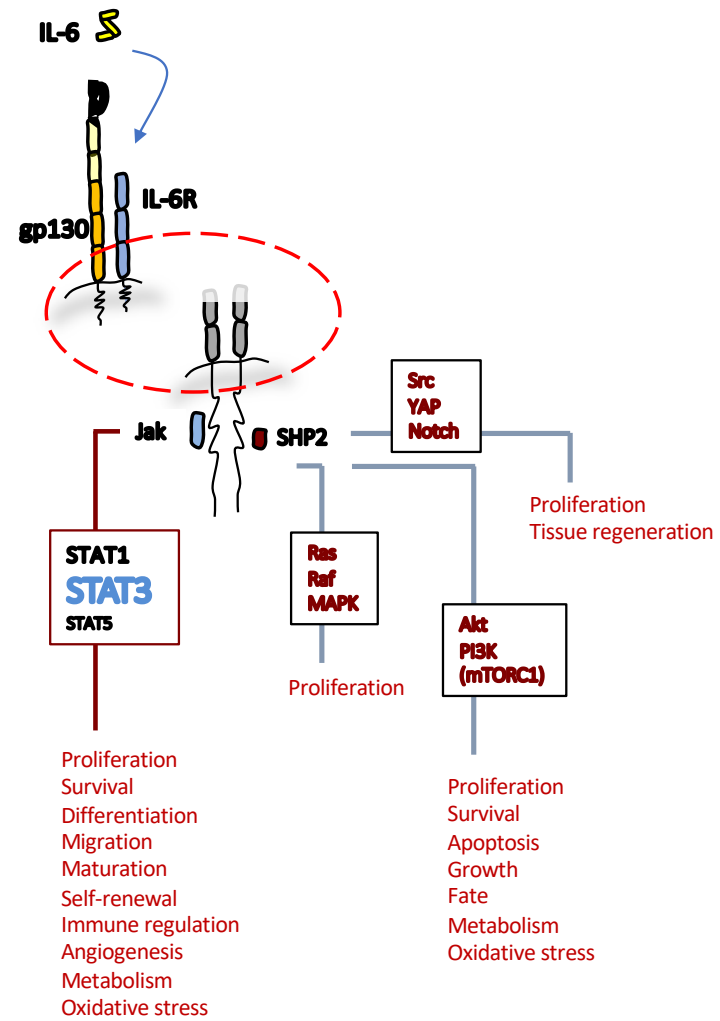 IL-6
IL-6R
gp130
Jak
SHP2
Src
YAP
Notch
Proliferation
Tissue regeneration
STAT1
STAT3
STAT5
Ras
Raf
MAPK
Proliferation
Akt
PI3K
(mTORC1)
Proliferation
Survival
Differentiation
Migration
Maturation
Self-renewal
Immune regulation
Angiogenesis
Metabolism
Oxidative stress
Proliferation
Survival
Apoptosis
Growth
Fate
Metabolism
Oxidative stress